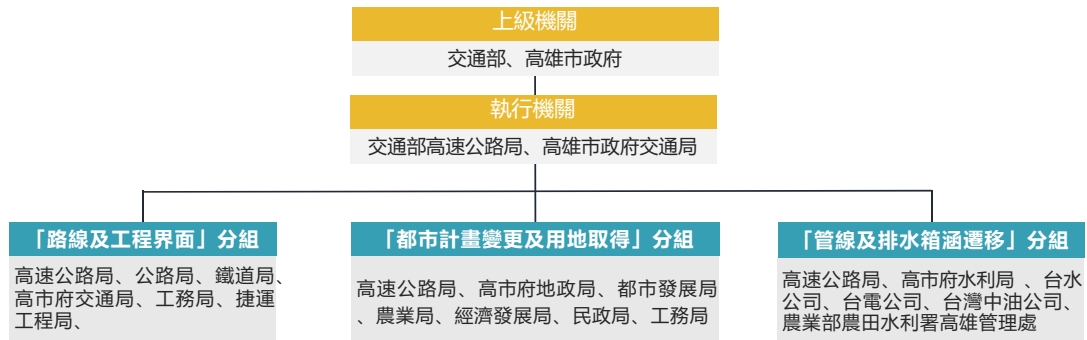 上級機關
交通部、高雄市政府
執行機關
交通部高速公路局、高雄市政府交通局
「路線及工程界面」分組
高速公路局、公路局、鐵道局、
高市府交通局、工務局、捷運
工程局、
「都市計畫變更及用地取得」分組
高速公路局、高市府地政局、都市發展局
、農業局、經濟發展局、民政局、工務局
「管線及排水箱涵遷移」分組
高速公路局、高市府水利局 、台水
公司、台電公司、台灣中油公司、
農業部農田水利署高雄管理處